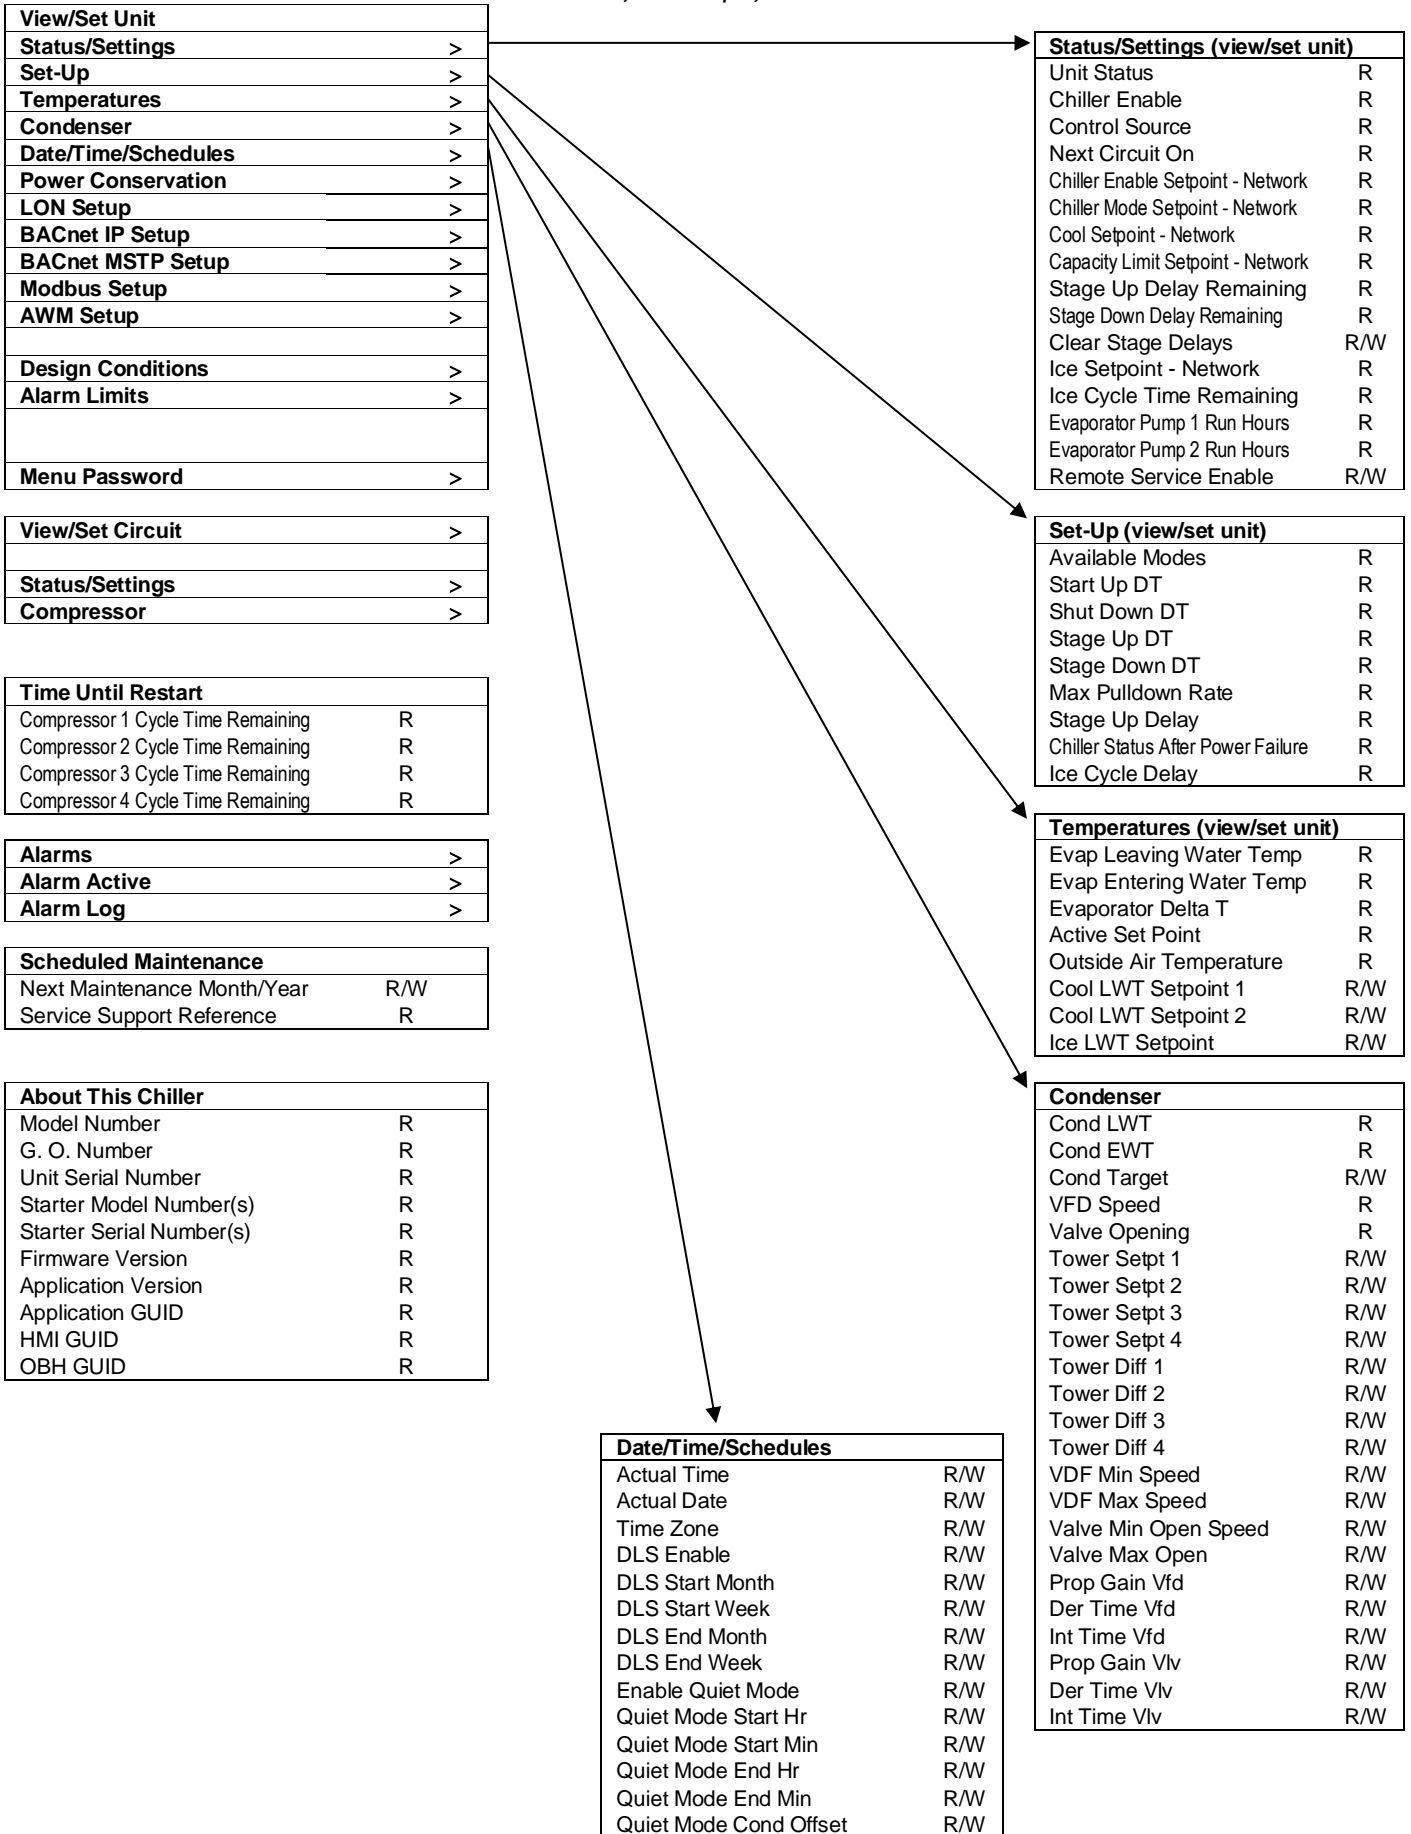 View/Set Unit
Status/Settings >
Set-Up >
Temperatures >
Condenser >
Date/Time/Schedules >
Power Conservation >
LON Setup >
BACnet IP Setup >
BACnet MSTP Setup >
Modbus Setup >
AWM Setup >
Design Conditions >
Alarm Limits >
Menu Password >
View/Set Circuit >
Status/Settings >
Compressor >
Time Until Restart
Compressor 1 Cycle Time Remaining R
Compressor 2 Cycle Time Remaining R
Compressor 3 Cycle Time Remaining R
Compressor 4 Cycle Time Remaining R
Alarms >
Alarm Active >
Alarm Log >
Scheduled Maintenance
Next Maintenance Month/Year R/W
Service Support Reference R
About This Chiller
Model Number R
G. O. Number R
Unit Serial Number R
Starter Model Number(s) R
Starter Serial Number(s) R
Firmware Version R
Application Version R
Application GUID R
HMI GUID R
OBH GUID R
Status/Settings (view/set unit)
Unit Status R
Chiller Enable R
Control Source R
Next Circuit On R
Chiller Enable Setpoint - Network R
Chiller Mode Setpoint - Network R
Cool Setpoint - Network R
Capacity Limit Setpoint - Network R
Stage Up Delay Remaining R
Stage Down Delay Remaining R
Clear Stage Delays R/W
Ice Setpoint - Network R
Ice Cycle Time Remaining R
Evaporator Pump 1 Run Hours R
Evaporator Pump 2 Run Hours R
Remote Service Enable R/W
Set-Up (view/set unit)
Available Modes R
Start Up DT R
Shut Down DT R
Stage Up DT R
Stage Down DT R
Max Pulldown Rate R
Stage Up Delay R
Chiller Status After Power Failure R
Ice Cycle Delay R
Temperatures (view/set unit)
Evap Leaving Water Temp R
Evap Entering Water Temp R
Evaporator Delta T R
Active Set Point R
Outside Air Temperature R
Cool LWT Setpoint 1 R/W
Cool LWT Setpoint 2 R/W
Ice LWT Setpoint R/W
Condenser
Cond LWT R
Cond EWT R
Cond Target R/W
VFD Speed R
Valve Opening R
Tower Setpt 1 R/W
Tower Setpt 2 R/W
Tower Setpt 3 R/W
Tower Setpt 4 R/W
Tower Diff 1 R/W
Tower Diff 2 R/W
Tower Diff 3 R/W
Tower Diff 4 R/W
VDF Min Speed R/W
VDF Max Speed R/W
Valve Min Open Speed R/W
Valve Max Open R/W
Prop Gain Vfd R/W
Der Time Vfd R/W
Int Time Vfd R/W
Prop Gain Vlv R/W
Der Time Vlv R/W
Int Time Vlv R/W
Date/Time/Schedules
Actual Time R/W
Actual Date R/W
Time Zone R/W
DLS Enable R/W
DLS Start Month R/W
DLS Start Week R/W
DLS End Month R/W
DLS End Week R/W
Enable Quiet Mode R/W
Quiet Mode Start Hr R/W
Quiet Mode Start Min R/W
Quiet Mode End Hr R/W
Quiet Mode End Min R/W
Quiet Mode Cond Offset R/W